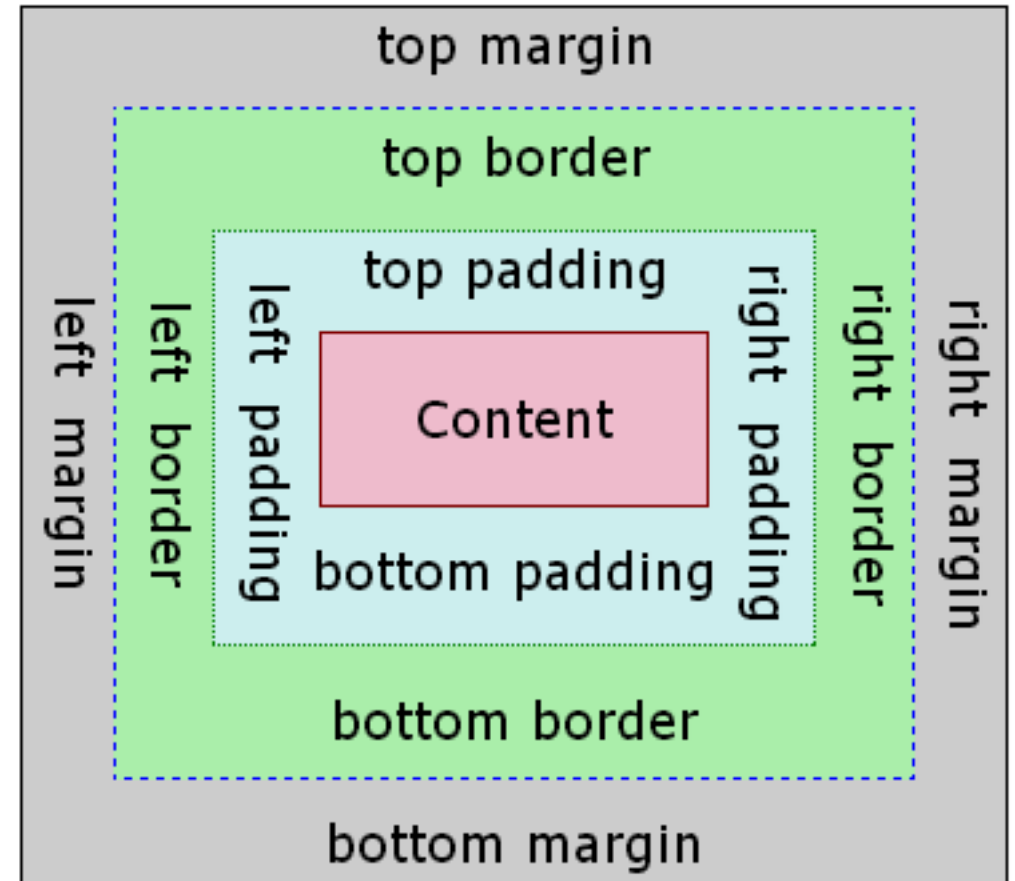 top margin
top border
top padding
left margin
left border
left padding
Content
right padding
right border
right margin
bottom padding
bottom border
bottom margin